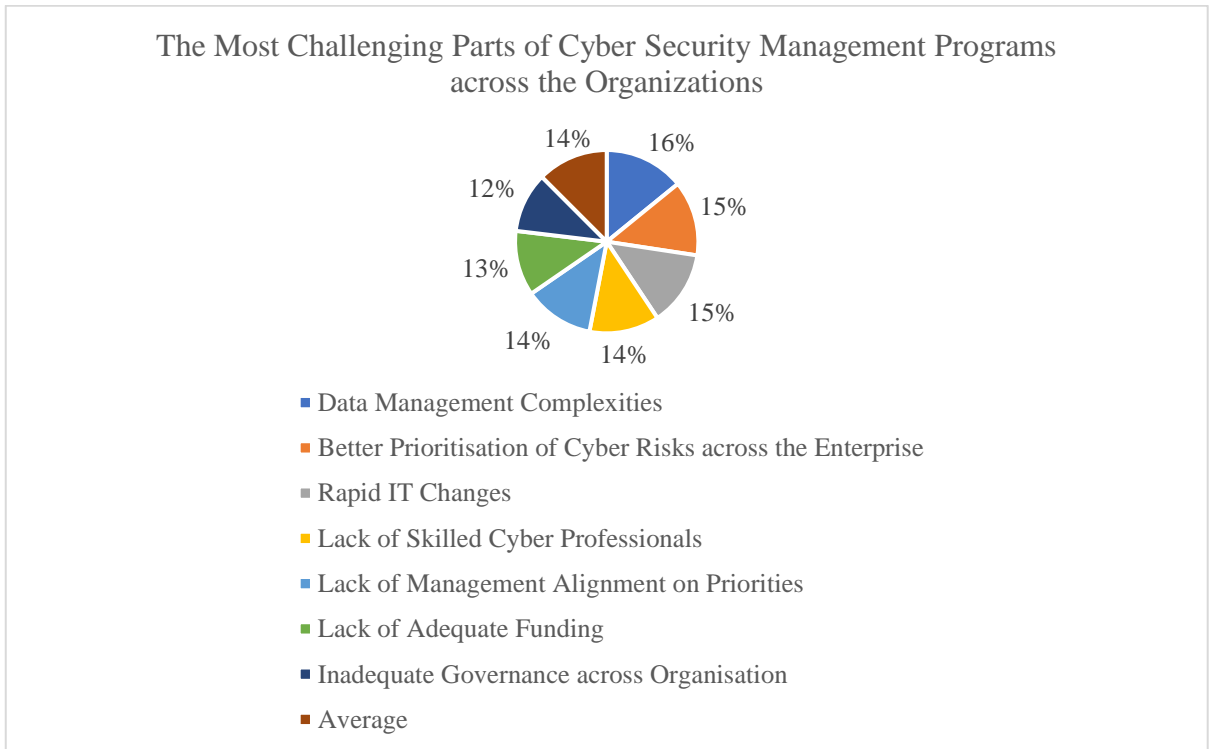 The Most Challenging Parts of Cyber Security Management Programs
across the Organizations
14%
16%
12%
15%
13%
15%
14%
14%
Data Management Complexities
Better Prioritisation of Cyber Risks across the Enterprise
Rapid IT Changes
Lack of Skilled Cyber Professionals
Lack of Management Alignment on Priorities
Lack of Adequate Funding
Inadequate Governance across Organisation
Average